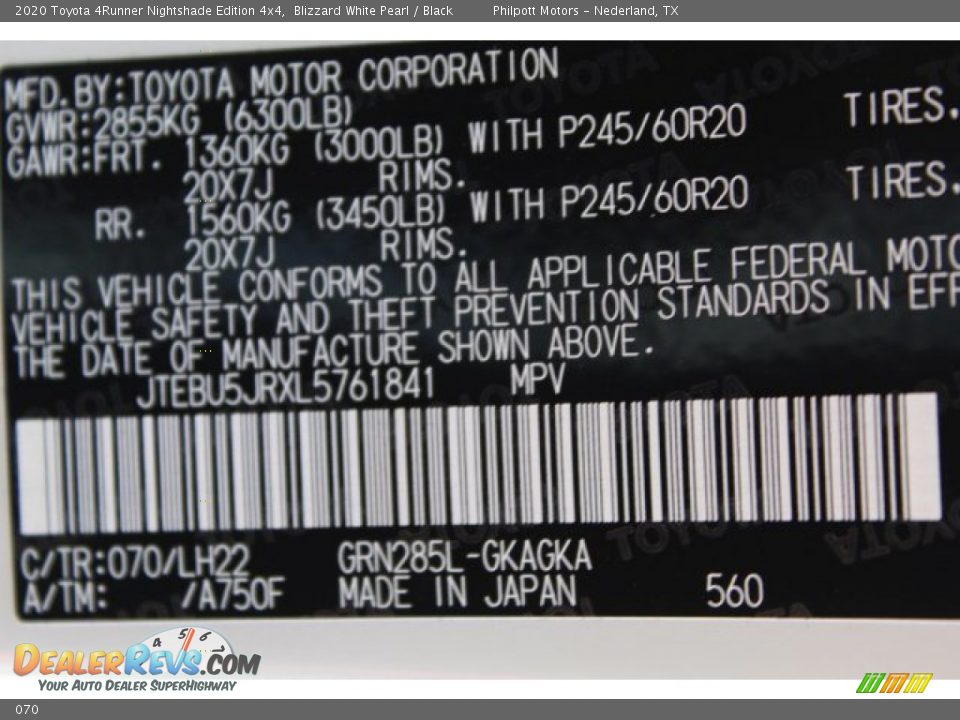 2020 Toyota 4Runner Nightshade Edition 4x4, Blizzard White Pearl / Black Philpott Motors - Nederland, TX
MFD.BY:TOYOTA MOTOR CORPORATION
GVWR:2855KG (6300LB)
GAWR:FRT. 1360KG (3000LB) WITH P245/60R20 TIRES.
20X7J RIMS.
RR. 1560KG (3450LB) WITH P245/60R20 TIRES.
20X7J RIMS.
THIS VEHICLE CONFORMS TO ALL APPLICABLE FEDERAL MOTO
VEHICLE SAFETY AND THEFT PREVENTION STANDARDS IN EFF
THE DATE OF MANUFACTURE SHOWN ABOVE.
JTEBU5JRXL5761841 MPV
C/TR:070/LH22 GRN285L-GKAGKA
A/TM: /A750F MADE IN JAPAN 560
4 5 6
DEALERREVS.COM
YOUR AUTO DEALER SUPERHIGHWAY
070